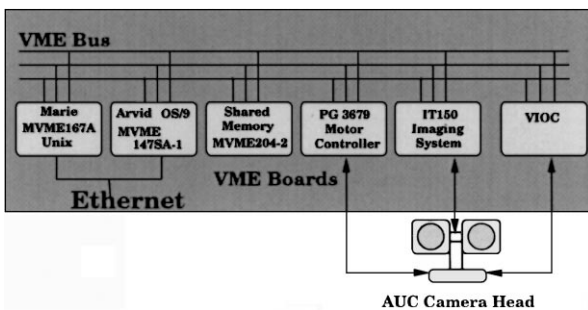 VME Bus
Marie
MVME167A
Unix
Arvid OS/9
MVME
147SA-1
Shared
Memory
MVME204-2
PG 3679
Motor
Controller
IT150
Imaging
System
VIOC
VME Boards
Ethernet
AUC Camera Head